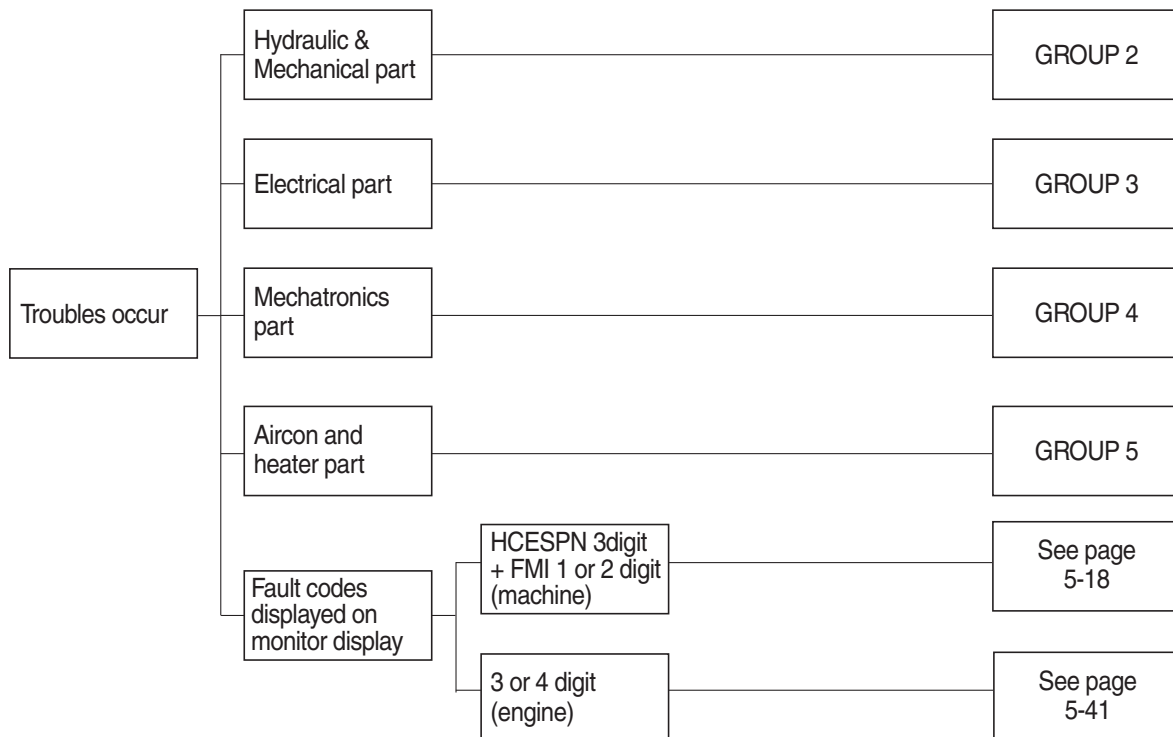 Hydraulic &
Mechanical part
GROUP 2
Electrical part
GROUP 3
Troubles occur
Mechatronics
part
GROUP 4
Aircon and
heater part
GROUP 5
Fault codes
displayed on
monitor display
HCESPN 3digit
+ FMI 1 or 2 digit
(machine)
See page
5-18
3 or 4 digit
(engine)
See page
5-41